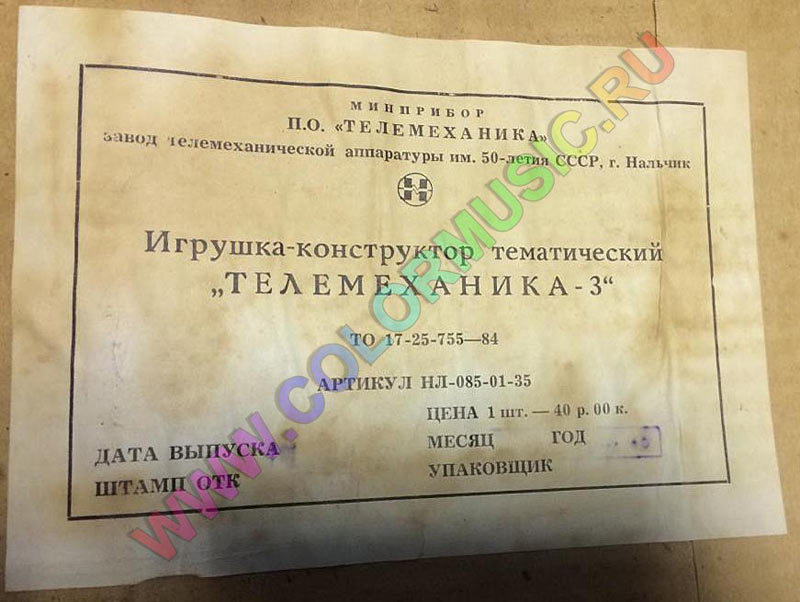 МИНПРИБОР
П.О. «ТЕЛЕМЕХАНИКА»
завод телемеханической аппаратуры им. 50-летия СССР, г. Нальчик
Игрушка-конструктор тематический
„ТЕЛЕМЕХАНИКА-3“
ТО 17-25-755—84
АРТИКУЛ НЛ-085-01-35
ЦЕНА 1 шт. — 40 р. 00 к.
ДАТА ВЫПУСКА МЕСЯЦ ГОД
ШТАМП ОТК УПАКОВЩИК
WWW.COLORMUSIC.RU